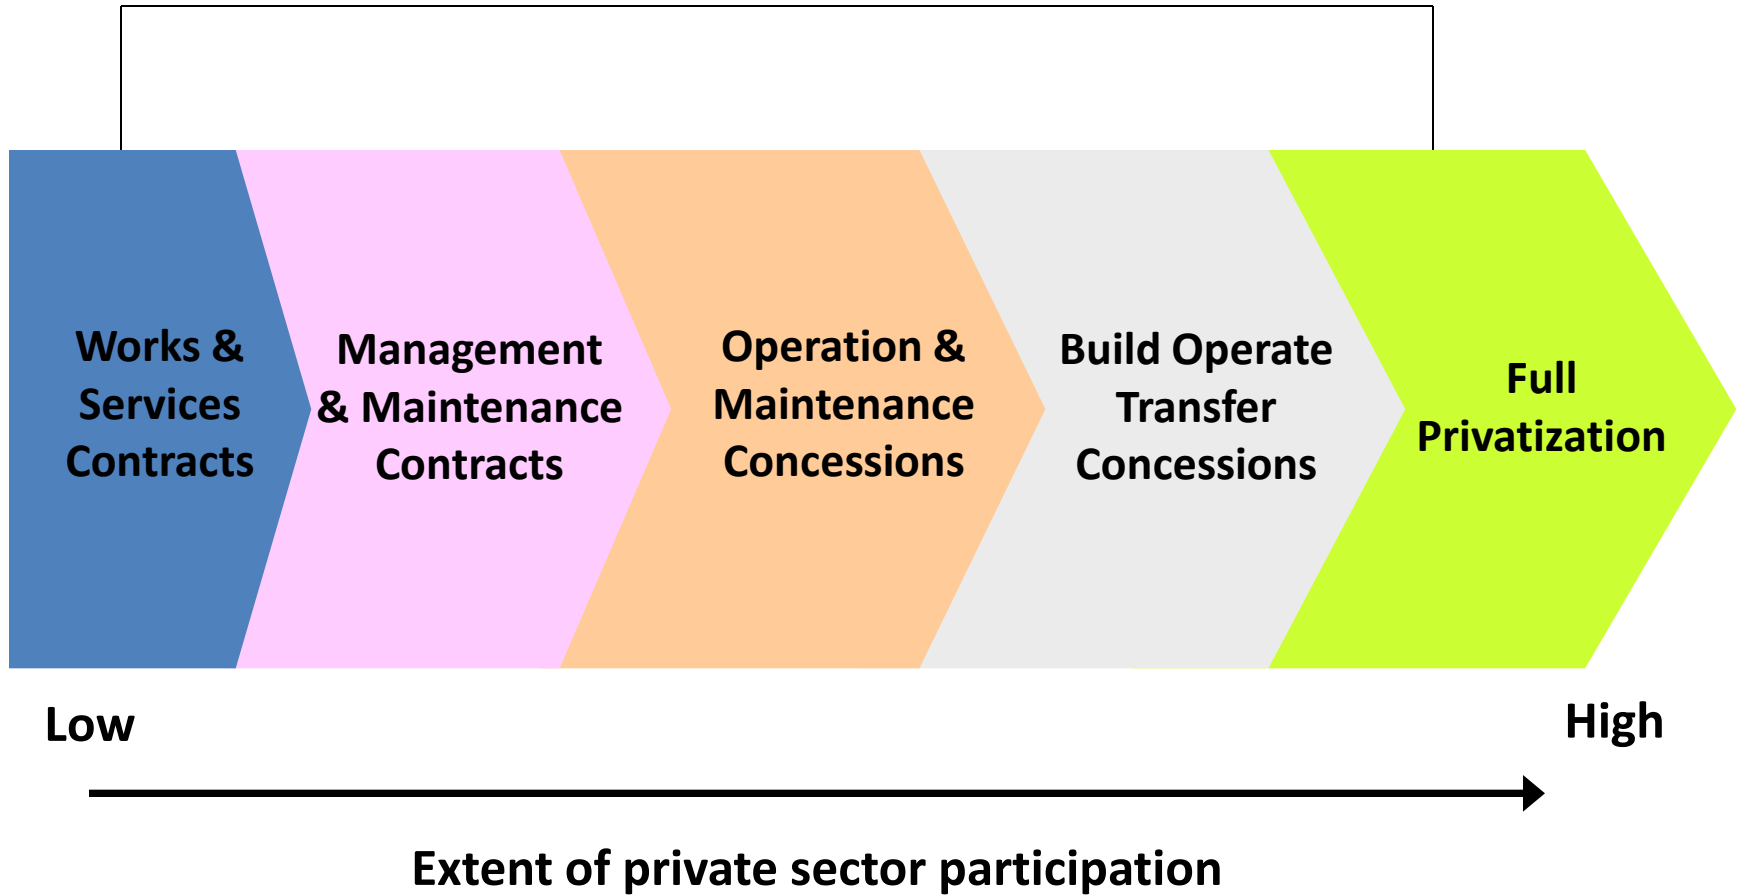 Works &
Services
Contracts
Management
& Maintenance
Contracts
Operation &
Maintenance
Concessions
Build Operate
Transfer
Concessions
Full
Privatization
Low
High
Extent of private sector participation